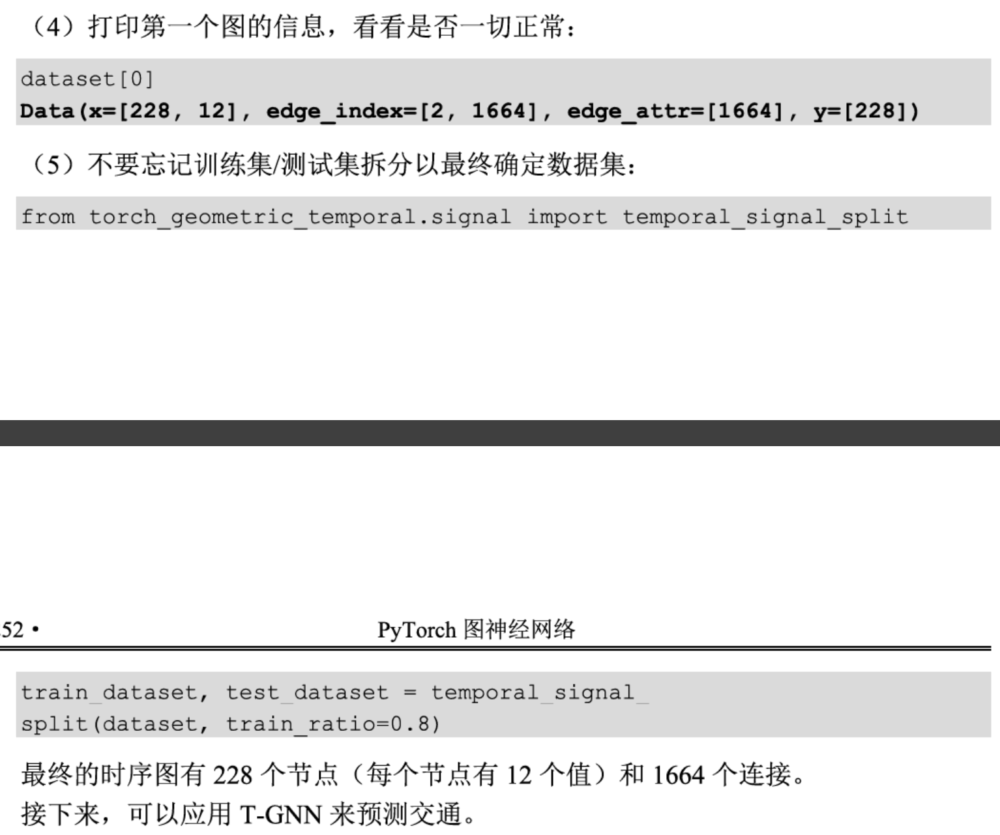 （4）打印第一个图的信息，看看是否一切正常：
dataset[0]
Data(x=[228, 12], edge_index=[2, 1664], edge_attr=[1664], y=[228])
（5）不要忘记训练集/测试集拆分以最终确定数据集：
from torch_geometric_temporal.signal import temporal_signal_split
52 •
PyTorch 图神经网络
train_dataset, test_dataset = temporal_signal_
split(dataset, train_ratio=0.8)
最终的时序图有 228 个节点（每个节点有 12 个值）和 1664 个连接。
接下来，可以应用 T-GNN 来预测交通。